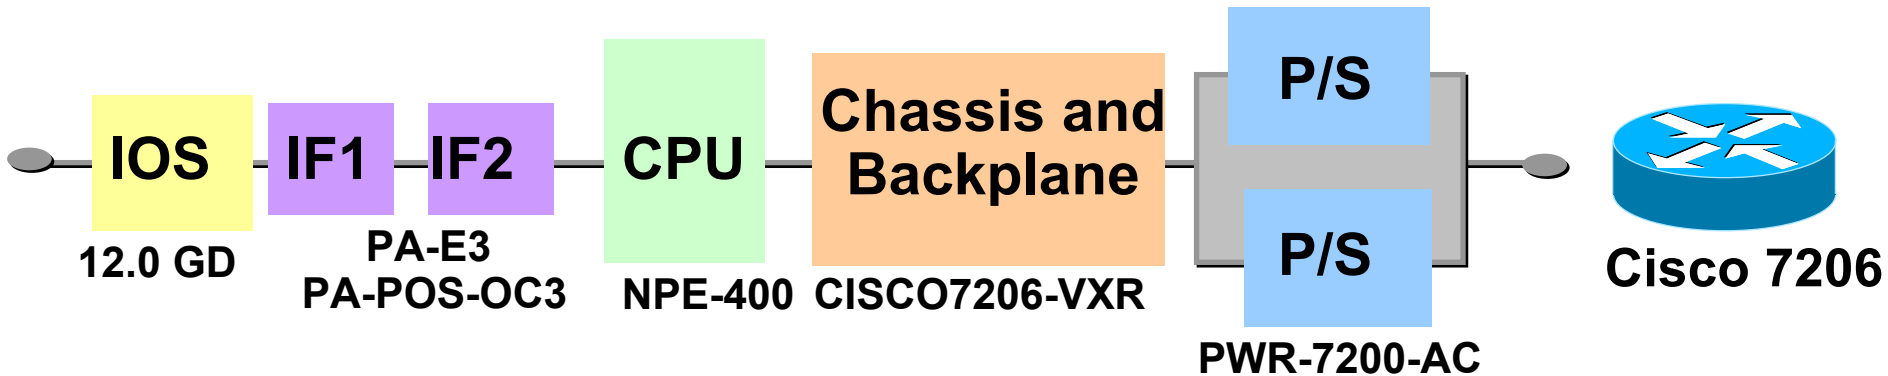 IOS
IF1
IF2
CPU
Chassis and
Backplane
P/S
P/S
12.0 GD
PA-E3
PA-POS-OC3
NPE-400
CISCO7206-VXR
PWR-7200-AC
Cisco 7206